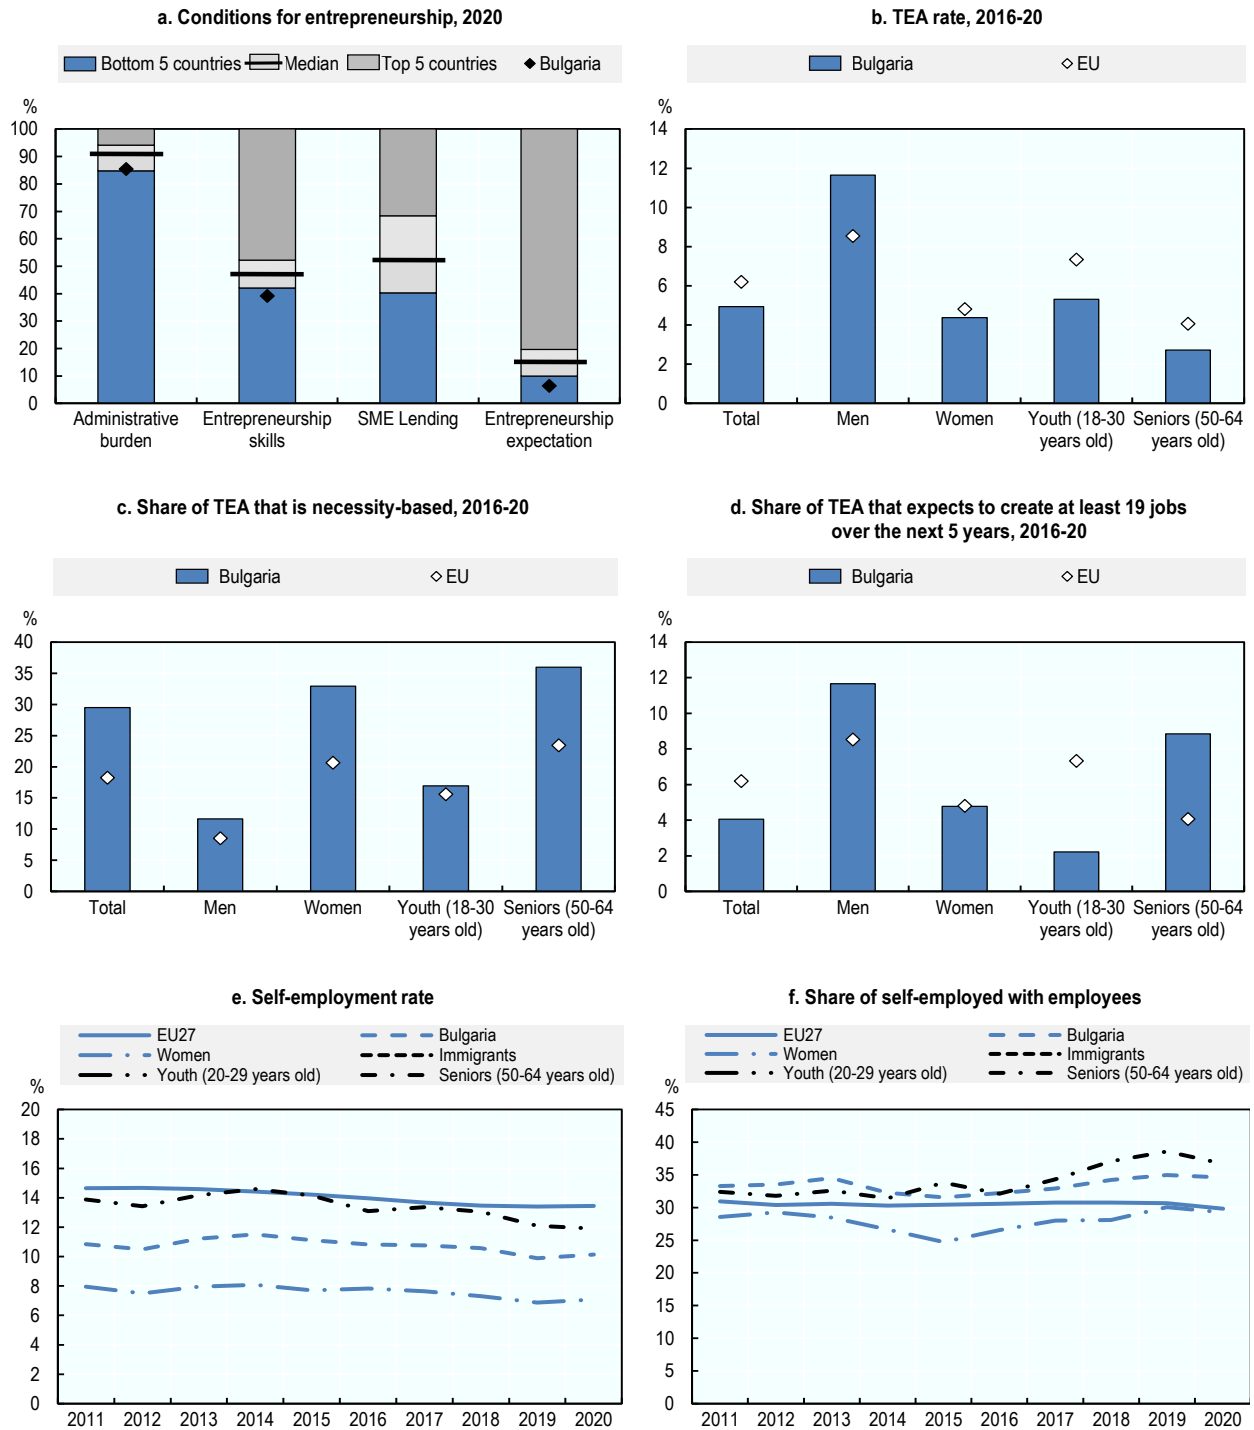 a. Conditions for entrepreneurship, 2020
Bottom 5 countries Median Top 5 countries Bulgaria
%
100
90
80
70
60
50
40
30
20
10
0
Administrative burden
Entrepreneurship skills
SME Lending
Entrepreneurship expectation
b. TEA rate, 2016-20
Bulgaria EU
%
14
12
10
8
6
4
2
0
Total
Men
Women
Youth (18-30 years old)
Seniors (50-64 years old)
c. Share of TEA that is necessity-based, 2016-20
Bulgaria EU
%
40
35
30
25
20
15
10
5
0
Total
Men
Women
Youth (18-30 years old)
Seniors (50-64 years old)
d. Share of TEA that expects to create at least 19 jobs
over the next 5 years, 2016-20
Bulgaria EU
%
14
12
10
8
6
4
2
0
Total
Men
Women
Youth (18-30 years old)
Seniors (50-64 years old)
e. Self-employment rate
EU27 Bulgaria
Women Immigrants
Youth (20-29 years old) Seniors (50-64 years old)
%
20
18
16
14
12
10
8
6
4
2
0
2011 2012 2013 2014 2015 2016 2017 2018 2019 2020
f. Share of self-employed with employees
EU27 Bulgaria
Women Immigrants
Youth (20-29 years old) Seniors (50-64 years old)
%
45
40
35
30
25
20
15
10
5
0
2011 2012 2013 2014 2015 2016 2017 2018 2019 2020